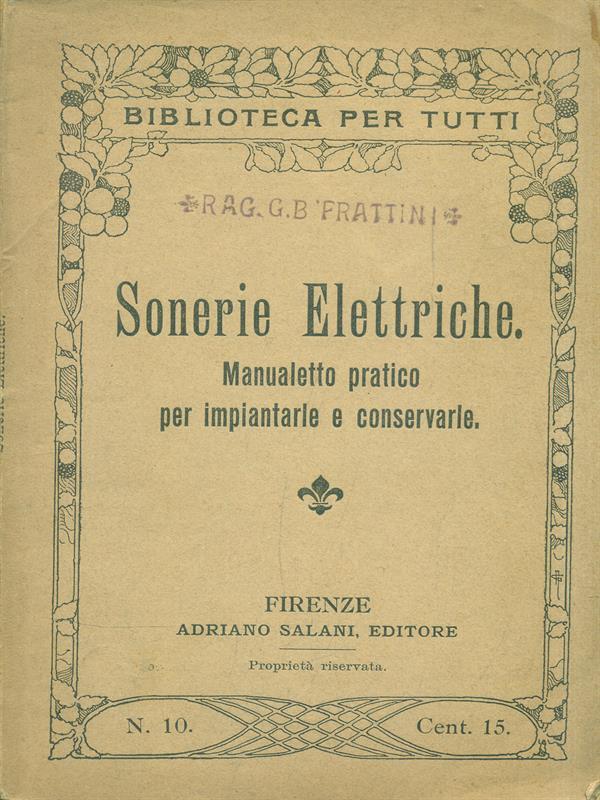 BIBLIOTECA PER TUTTI
RAG. G.B FRATTINI
Sonerie Elettriche.
Manualetto pratico
per impiantarle e conservarle.
FIRENZE
ADRIANO SALANI, EDITORE
Proprietà riservata.
N. 10.
Cent. 15.